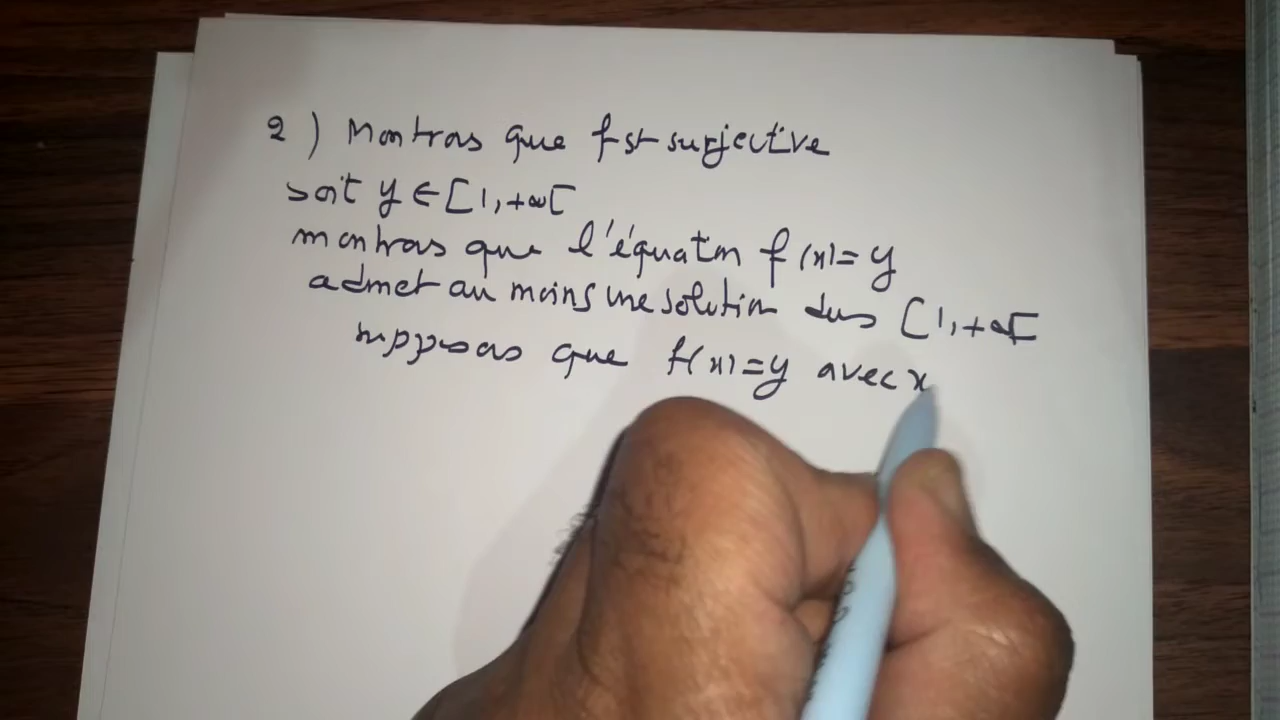 2) Montrons que f est surjective
soit y ∈ [1,+∞[
montrons que l'équation f(x)=y
admet au moins une solution dans [1,+∞[
supposons que f(x)=y avec x